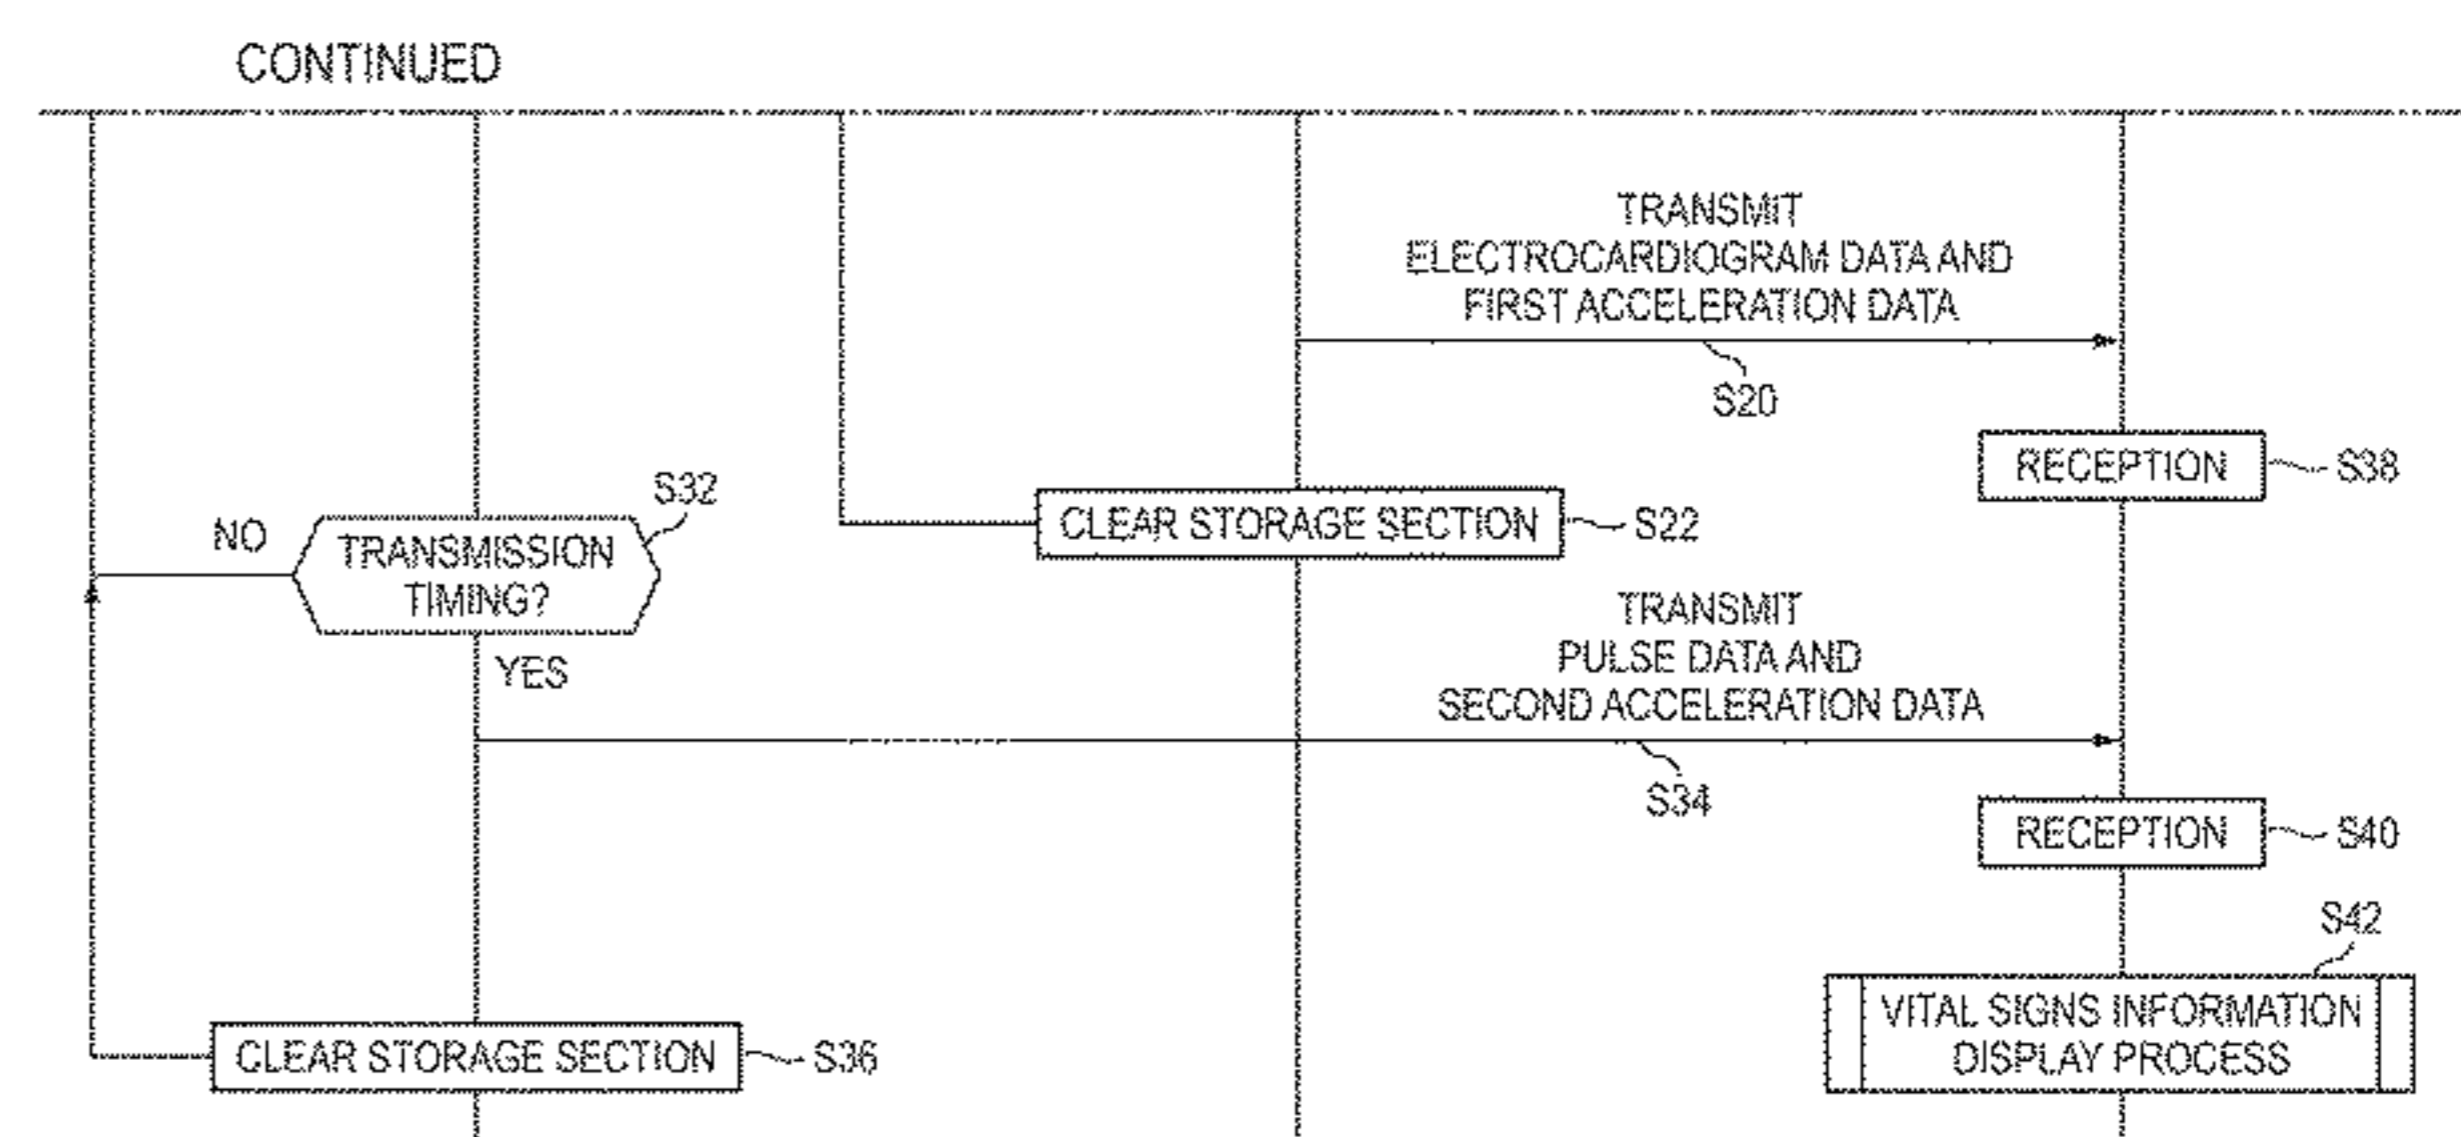 CONTINUED
TRANSMIT
ELECTROCARDIOGRAM DATA AND
FIRST ACCELERATION DATA
S20
RECEPTION
S38
S32
CLEAR STORAGE SECTION
S22
NO
TRANSMISSION
TIMING?
YES
TRANSMIT
PULSE DATA AND
SECOND ACCELERATION DATA
S34
RECEPTION
S40
S42
VITAL SIGNS INFORMATION
DISPLAY PROCESS
CLEAR STORAGE SECTION
S36